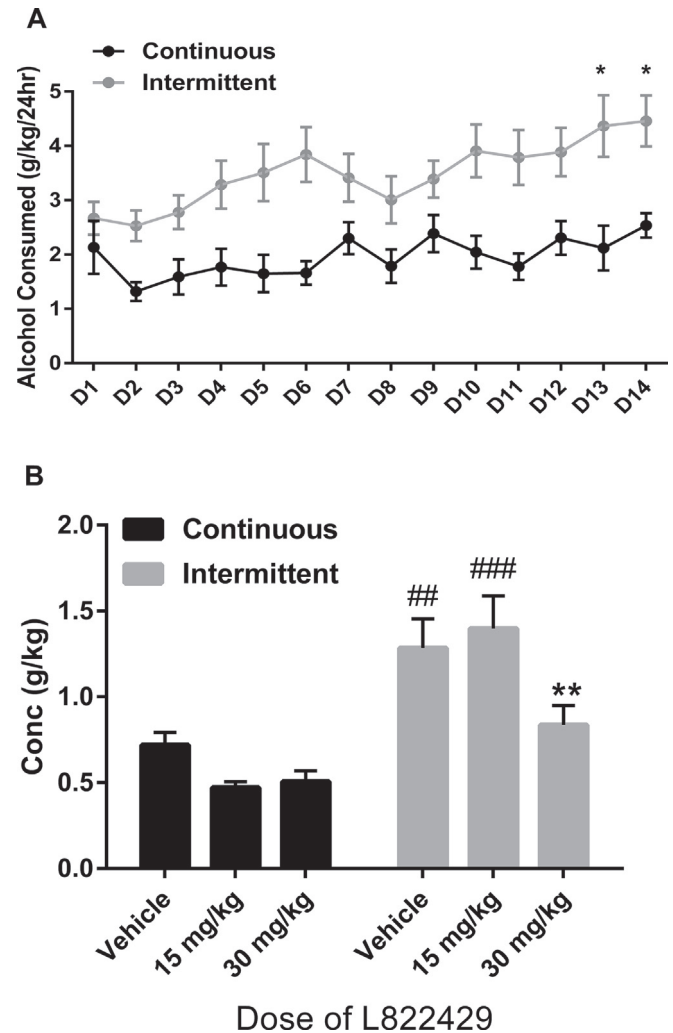 A
Continuous
Intermittent
* *
Alcohol Consumed (g/kg/24hr)
5
4
3
2
1
0
D1 D2 D3 D4 D5 D6 D7 D8 D9 D10 D11 D12 D13 D14
B
Continuous
Intermittent
Conc (g/kg)
2.0
1.5
1.0
0.5
0.0
## ### **
Vehicle 15 mg/kg 30 mg/kg Vehicle 15 mg/kg 30 mg/kg
Dose of L822429